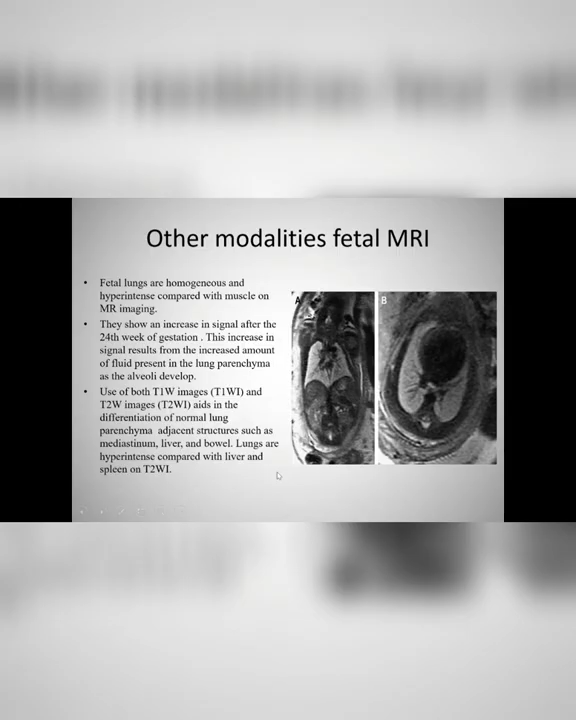 Other modalities fetal MRI
• Fetal lungs are homogeneous and
hyperintense compared with muscle on
MR imaging.
• They show an increase in signal after the
24th week of gestation . This increase in
signal results from the increased amount
of fluid present in the lung parenchyma
as the alveoli develop.
• Use of both T1W images (T1WI) and
T2W images (T2WI) aids in the
differentiation of normal lung
parenchyma adjacent structures such as
mediastinum, liver, and bowel. Lungs are
hyperintense compared with liver and
spleen on T2WI.
A
B